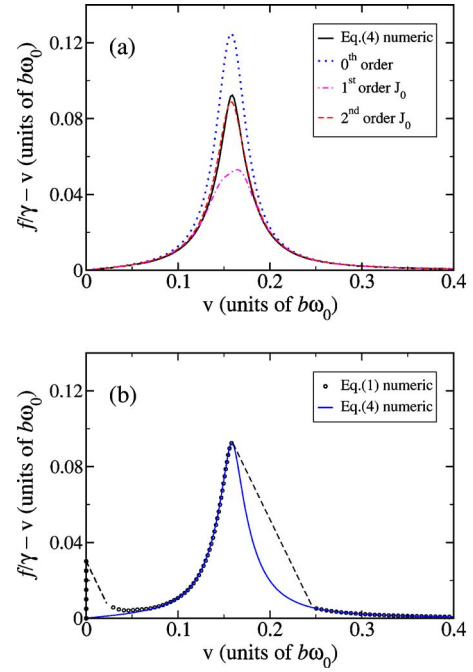 (a)
Eq.(4) numeric
0th order
1st order J0
2nd order J0
f/γ − v (units of bω0)
0.12
0.08
0.04
0
0 0.1 0.2 0.3 0.4
v (units of bω0)
(b)
Eq.(1) numeric
Eq.(4) numeric
f/γ − v (units of bω0)
0.12
0.08
0.04
0
0 0.1 0.2 0.3 0.4
v (units of bω0)